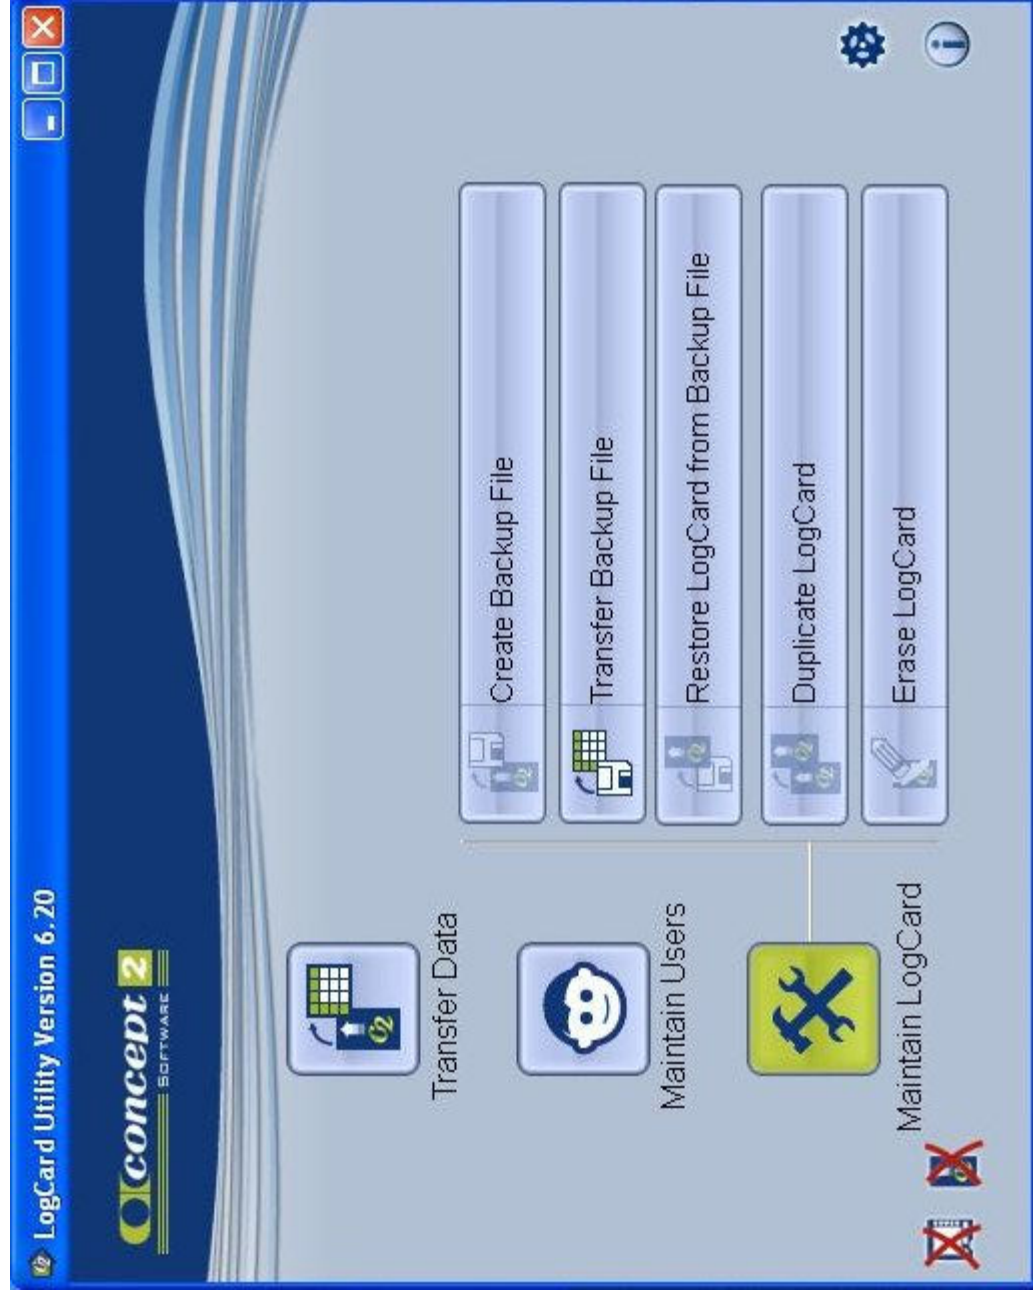 LogCard Utility Version 6.20
concept 2
SOFTWARE
Transfer Data
Maintain Users
Maintain LogCard
Create Backup File
Transfer Backup File
Restore LogCard from Backup File
Duplicate LogCard
Erase LogCard